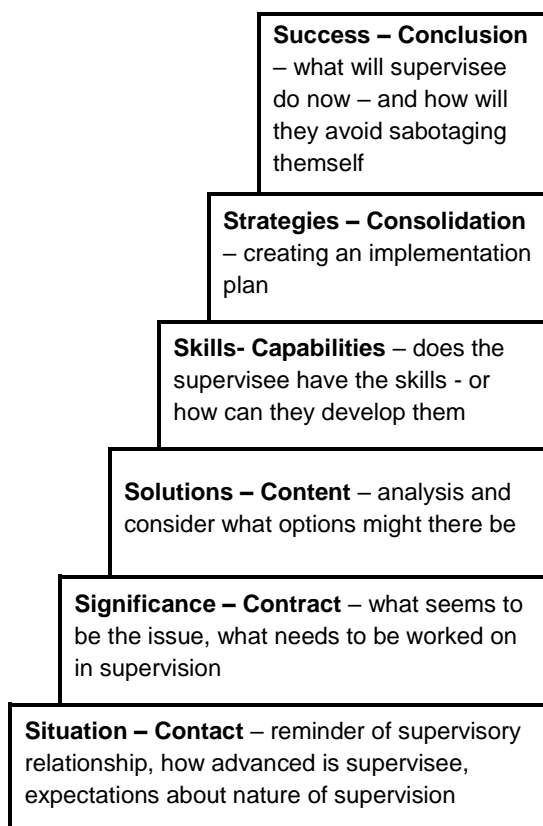 Success – Conclusion
– what will supervisee
do now – and how will
they avoid sabotaging
themself
Strategies – Consolidation
– creating an implementation
plan
Skills- Capabilities – does the
supervisee have the skills - or
how can they develop them
Solutions – Content – analysis and
consider what options might there be
Significance – Contract – what seems to
be the issue, what needs to be worked on
in supervision
Situation – Contact – reminder of supervisory
relationship, how advanced is supervisee,
expectations about nature of supervision